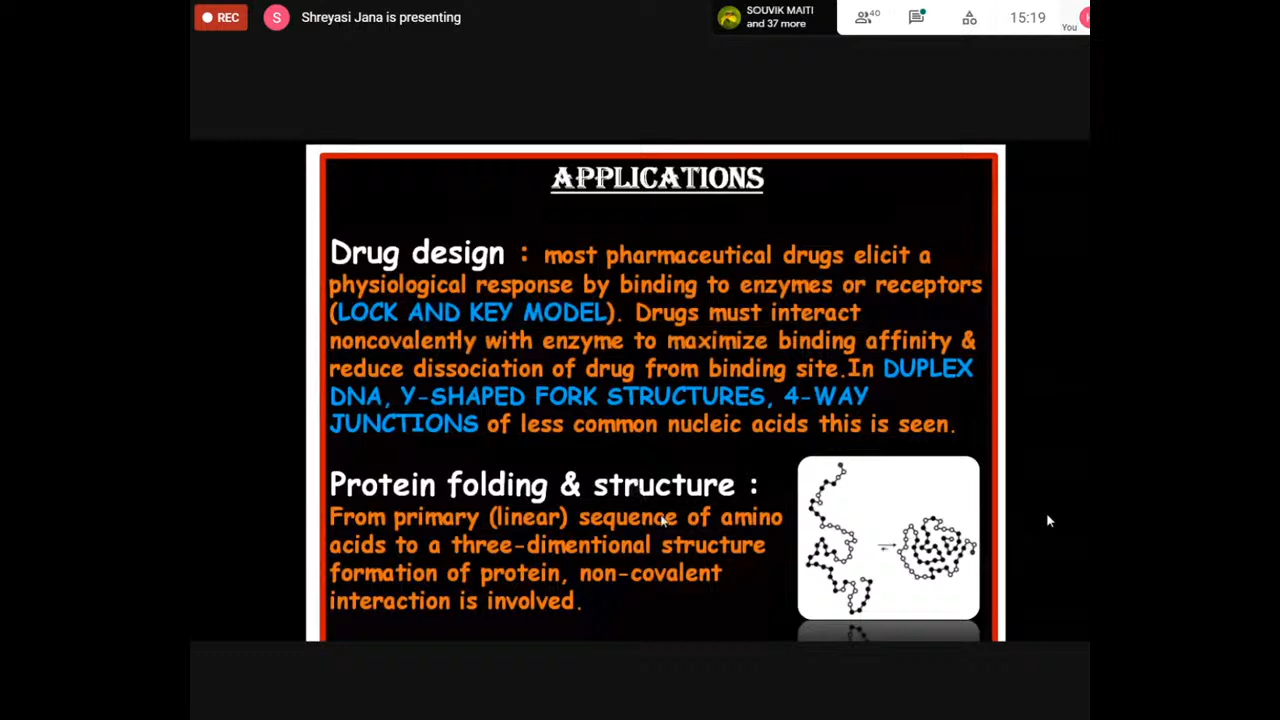 REC
S
Shreyasi Jana is presenting
SOUVIK MAITI
and 37 more
40
15:19
You
APPLICATIONS
Drug design : most pharmaceutical drugs elicit a
physiological response by binding to enzymes or receptors
(LOCK AND KEY MODEL). Drugs must interact
noncovalently with enzyme to maximize binding affinity &
reduce dissociation of drug from binding site.In DUPLEX
DNA, Y-SHAPED FORK STRUCTURES, 4-WAY
JUNCTIONS of less common nucleic acids this is seen.
Protein folding & structure :
From primary (linear) sequence of amino
acids to a three-dimentional structure
formation of protein, non-covalent
interaction is involved.